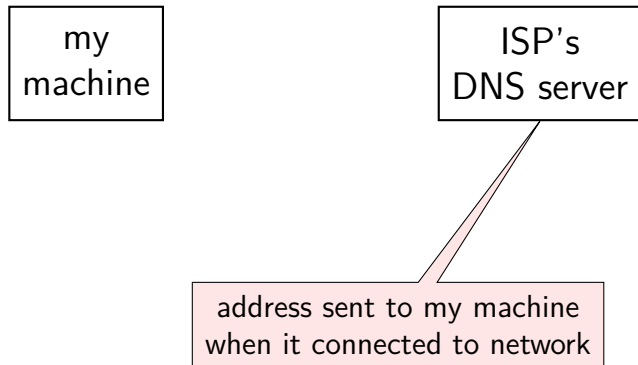 my
machine
ISP's
DNS server
address sent to my machine
when it connected to network